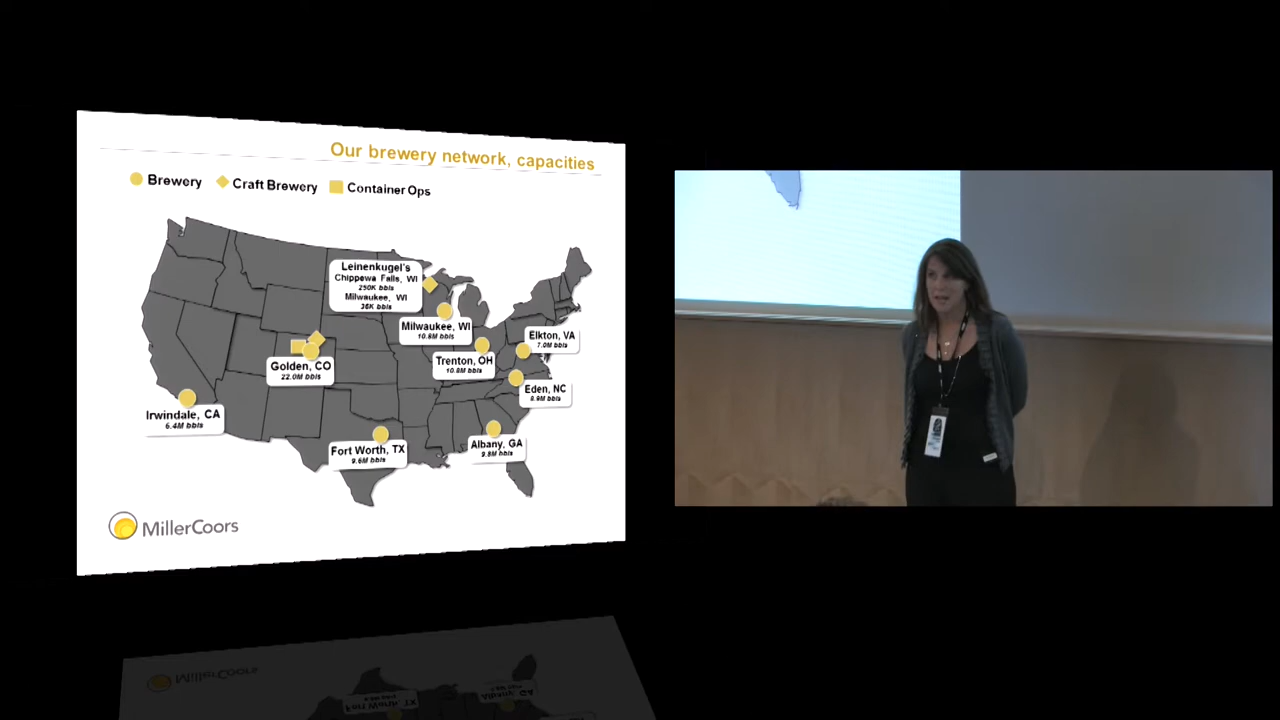 Our brewery network, capacities
Brewery
Craft Brewery
Container Ops
Leinenkugel's
Chippewa Falls, WI
250K bbls
Milwaukee, WI
36K bbls
Milwaukee, WI
10.8M bbls
Elkton, VA
7.0M bbls
Trenton, OH
10.8M bbls
Golden, CO
22.0M bbls
Eden, NC
8.9M bbls
Irwindale, CA
6.4M bbls
Fort Worth, TX
9.6M bbls
Albany, GA
9.8M bbls
MillerCoors